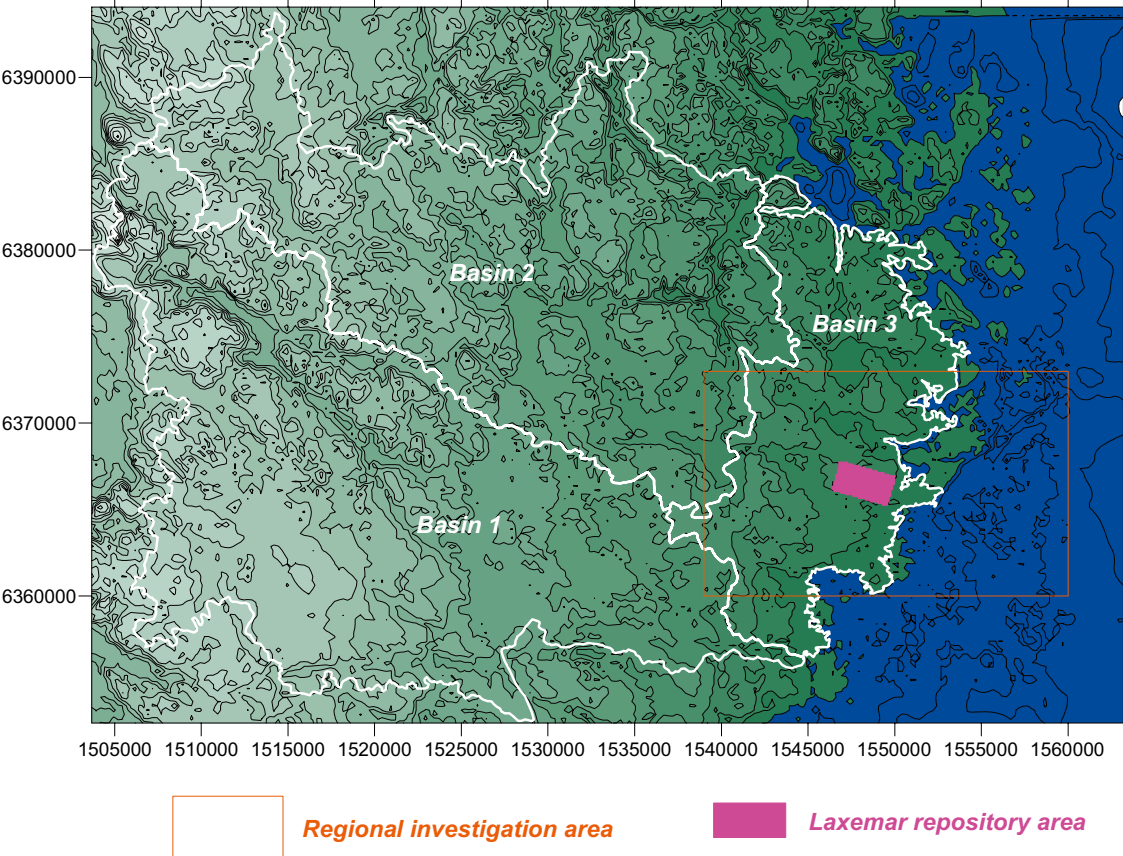 6390000
6380000
6370000
6360000
Basin 2
Basin 3
Basin 1
1505000 1510000 1515000 1520000 1525000 1530000 1535000 1540000 1545000 1550000 1555000 1560000
Regional investigation area
Laxemar repository area